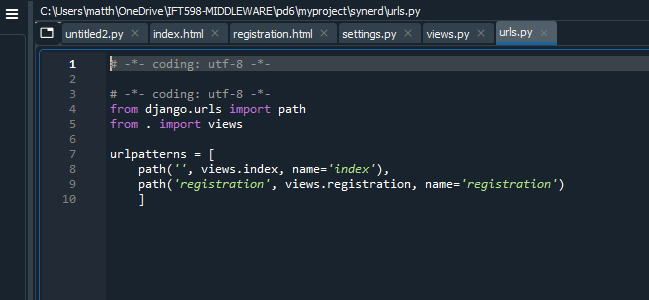 C:\Users\matth\OneDrive\IFT598-MIDDLEWARE\pd6\myproject\synerd\urls.py
untitled2.py index.html registration.html settings.py views.py urls.py
1 # -*- coding: utf-8 -*-
2
3 # -*- coding: utf-8 -*-
4 from django.urls import path
5 from . import views
6
7 urlpatterns = [
8     path('', views.index, name='index'),
9     path('registration', views.registration, name='registration')
10     ]